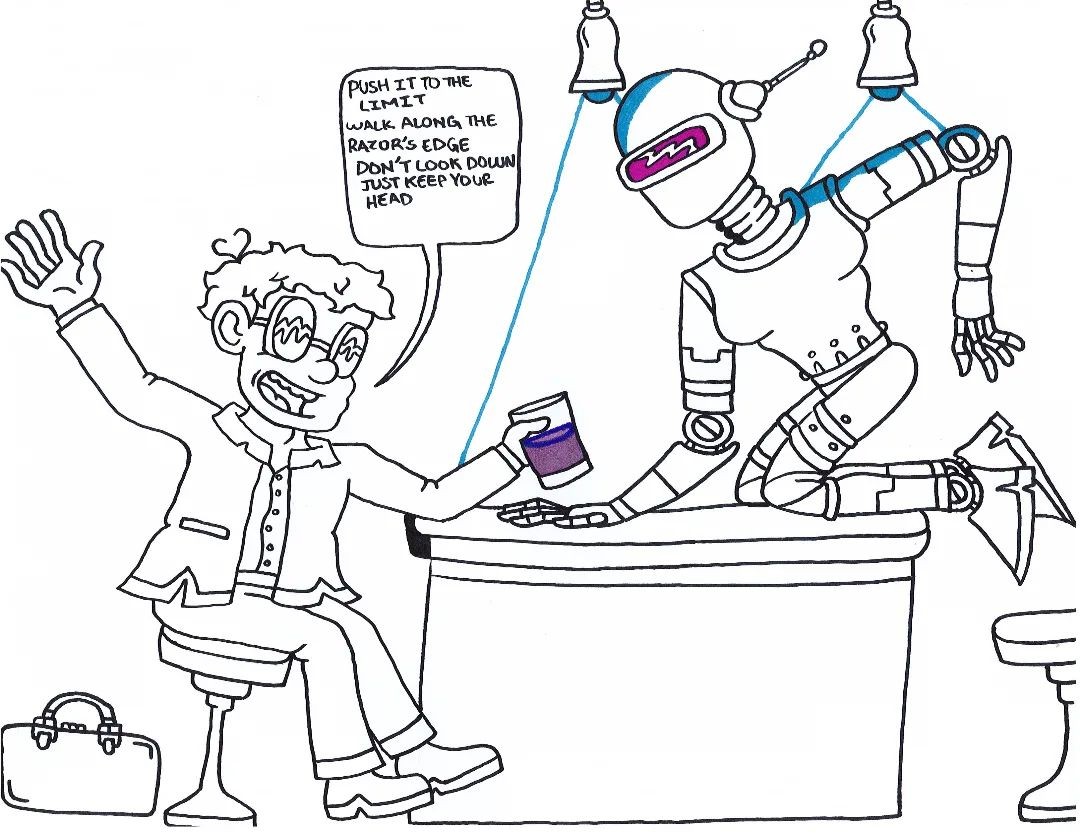 PUSH IT TO THE
LIMIT
WALK ALONG THE
RAZOR'S EDGE
DON'T LOOK DOWN
JUST KEEP YOUR
HEAD